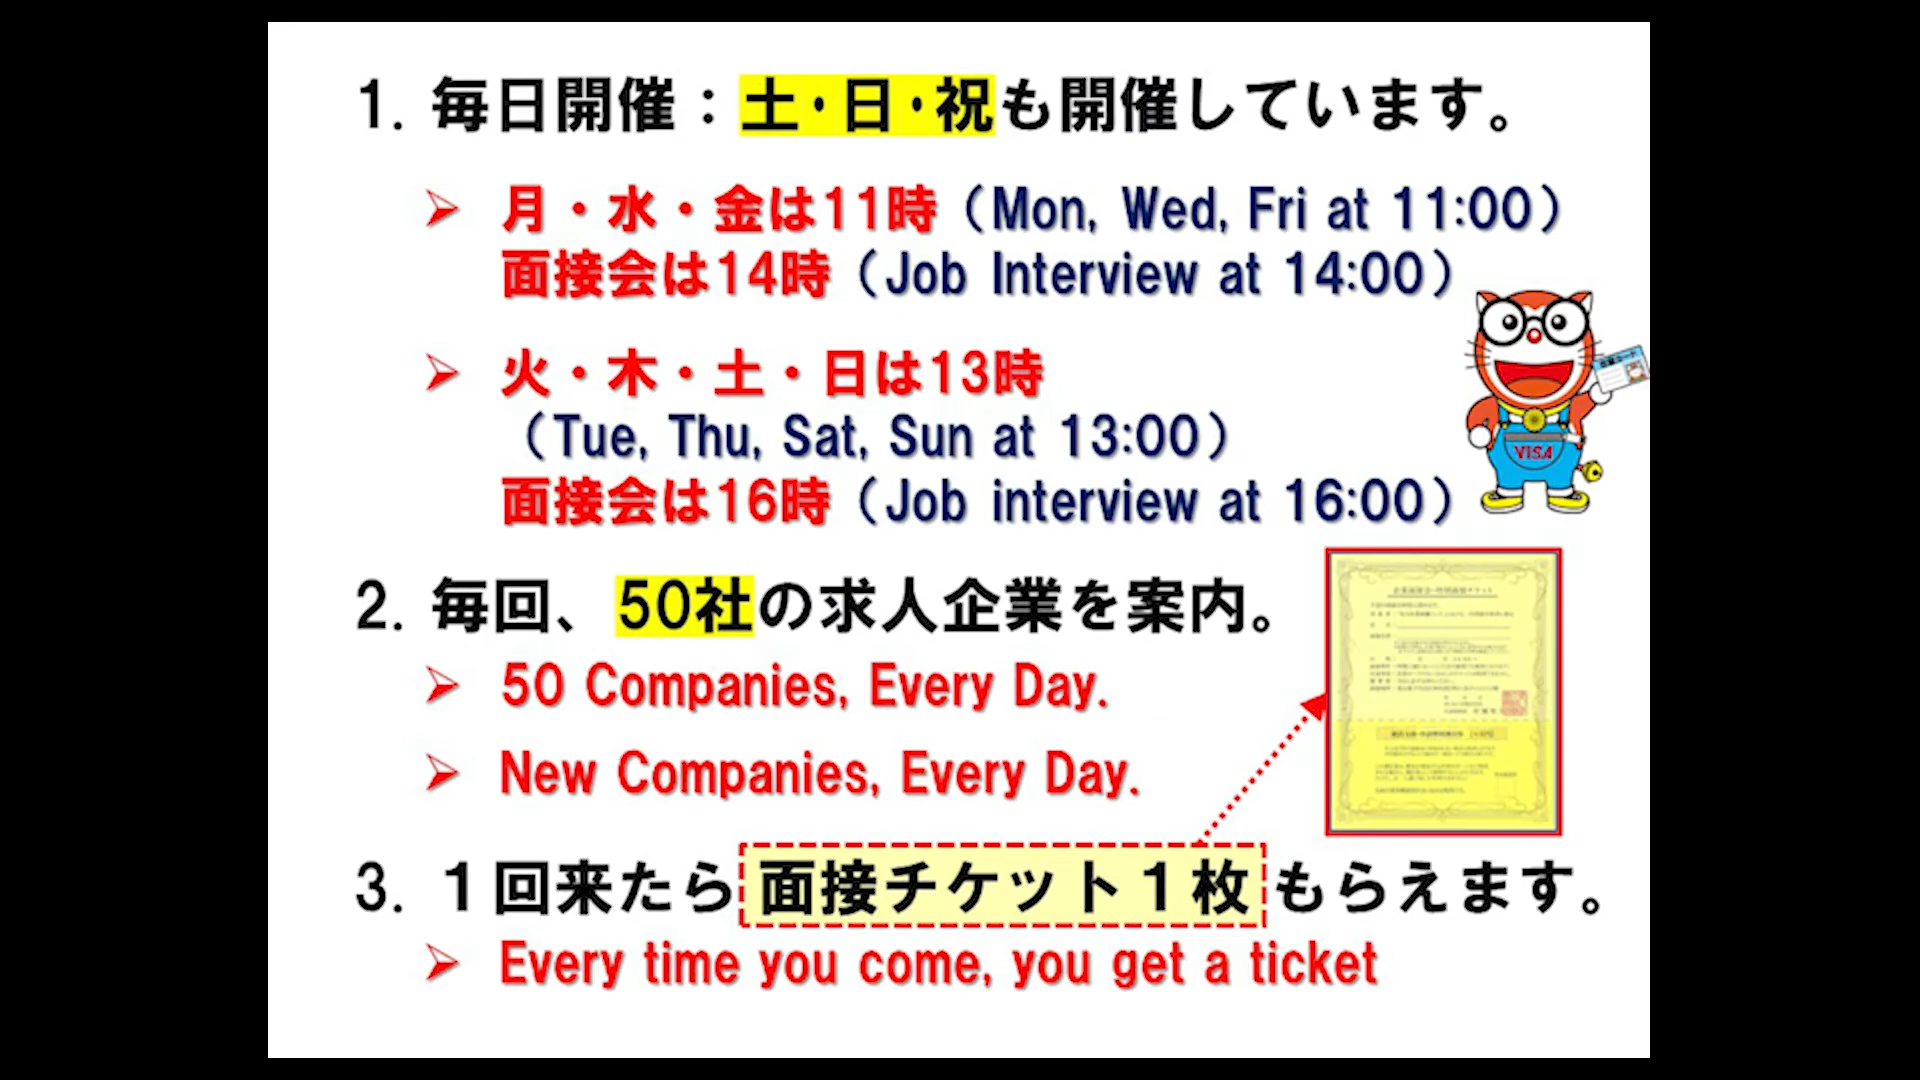 1. 毎日開催：土･日･祝も開催しています。
➢ 月・水・金は11時（Mon, Wed, Fri at 11:00）
面接会は14時（Job Interview at 14:00）
➢ 火・木・土・日は13時
（Tue, Thu, Sat, Sun at 13:00）
面接会は16時（Job interview at 16:00）
VISA
2. 毎回、50社の求人企業を案内。
➢ 50 Companies, Every Day.
➢ New Companies, Every Day.
3. １回来たら面接チケット１枚もらえます。
➢ Every time you come, you get a ticket